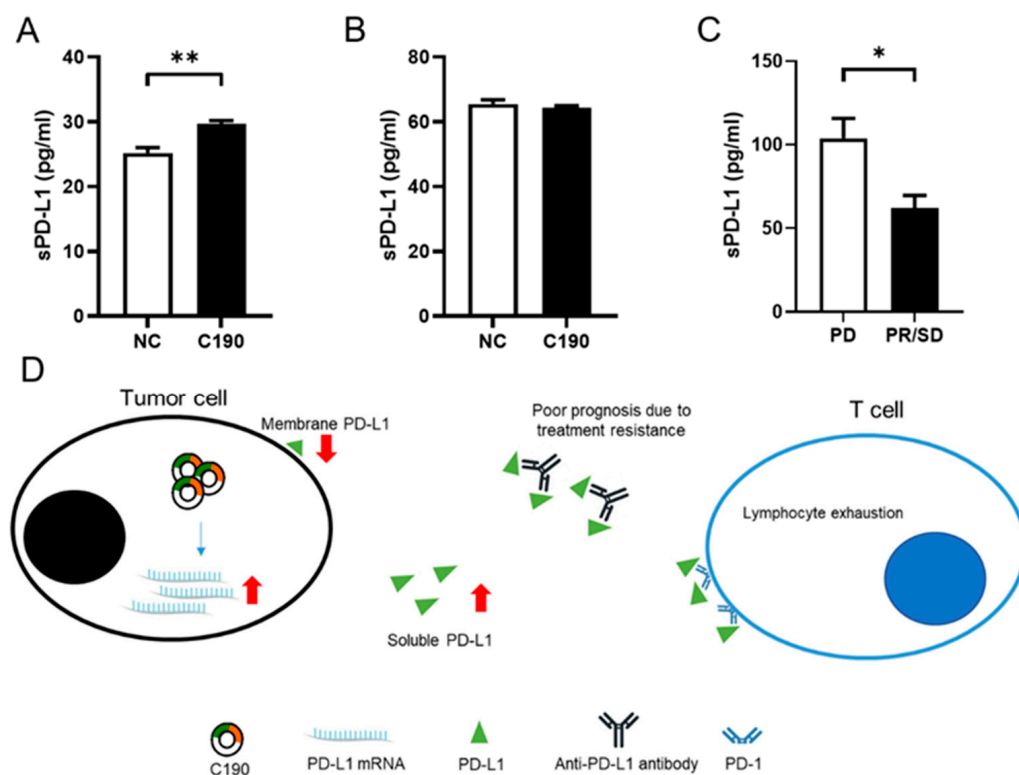 A
sPD-L1 (pg/ml)
40
30
20
10
0
**
NC
C190
B
sPD-L1 (pg/ml)
80
60
40
20
0
NC
C190
C
sPD-L1 (pg/ml)
150
100
50
0
*
PD
PR/SD
D
Tumor cell
Membrane PD-L1
Poor prognosis due to
treatment resistance
T cell
Lymphocyte exhaustion
Soluble PD-L1
C190
PD-L1 mRNA
PD-L1
Anti-PD-L1 antibody
PD-1